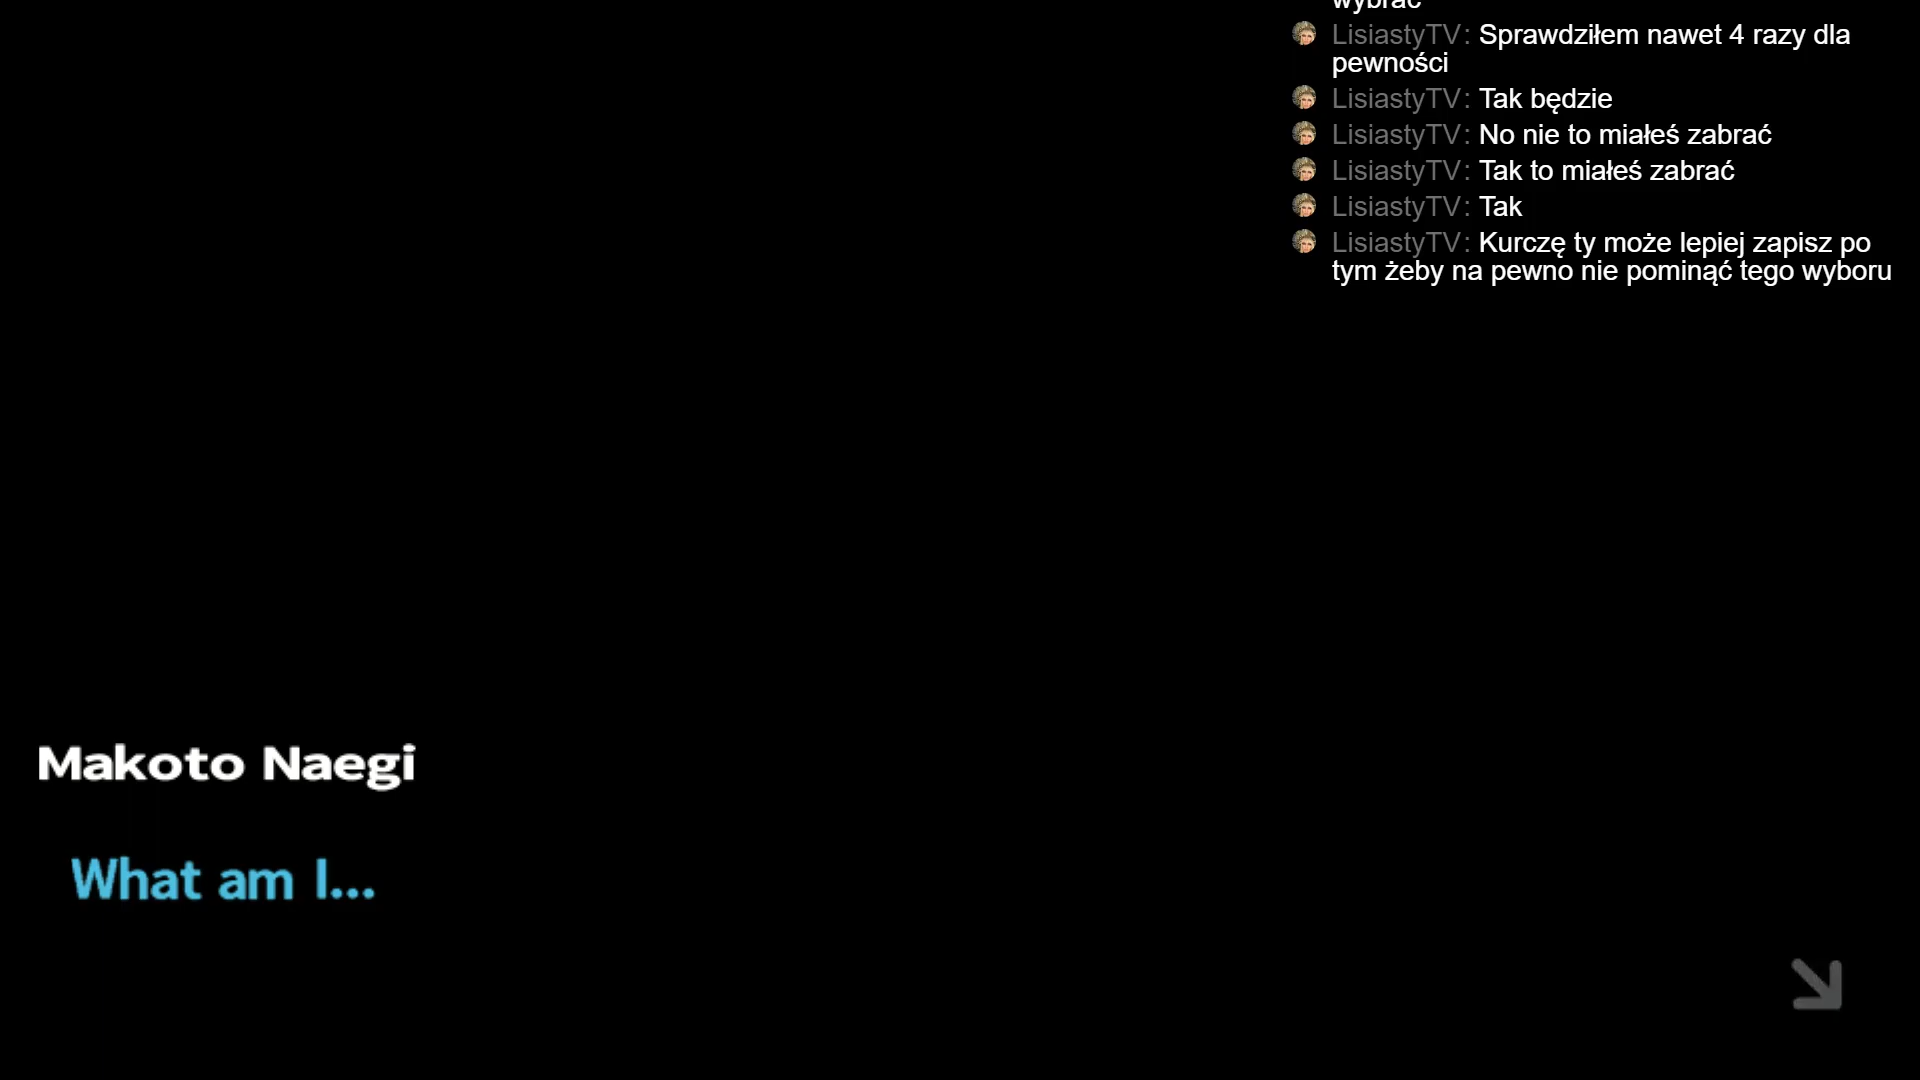 wybrać
LisiastyTV: Sprawdziłem nawet 4 razy dla
pewności
LisiastyTV: Tak będzie
LisiastyTV: No nie to miałeś zabrać
LisiastyTV: Tak to miałeś zabrać
LisiastyTV: Tak
LisiastyTV: Kurczę ty może lepiej zapisz po
tym żeby na pewno nie pominąć tego wyboru
Makoto Naegi
What am I...